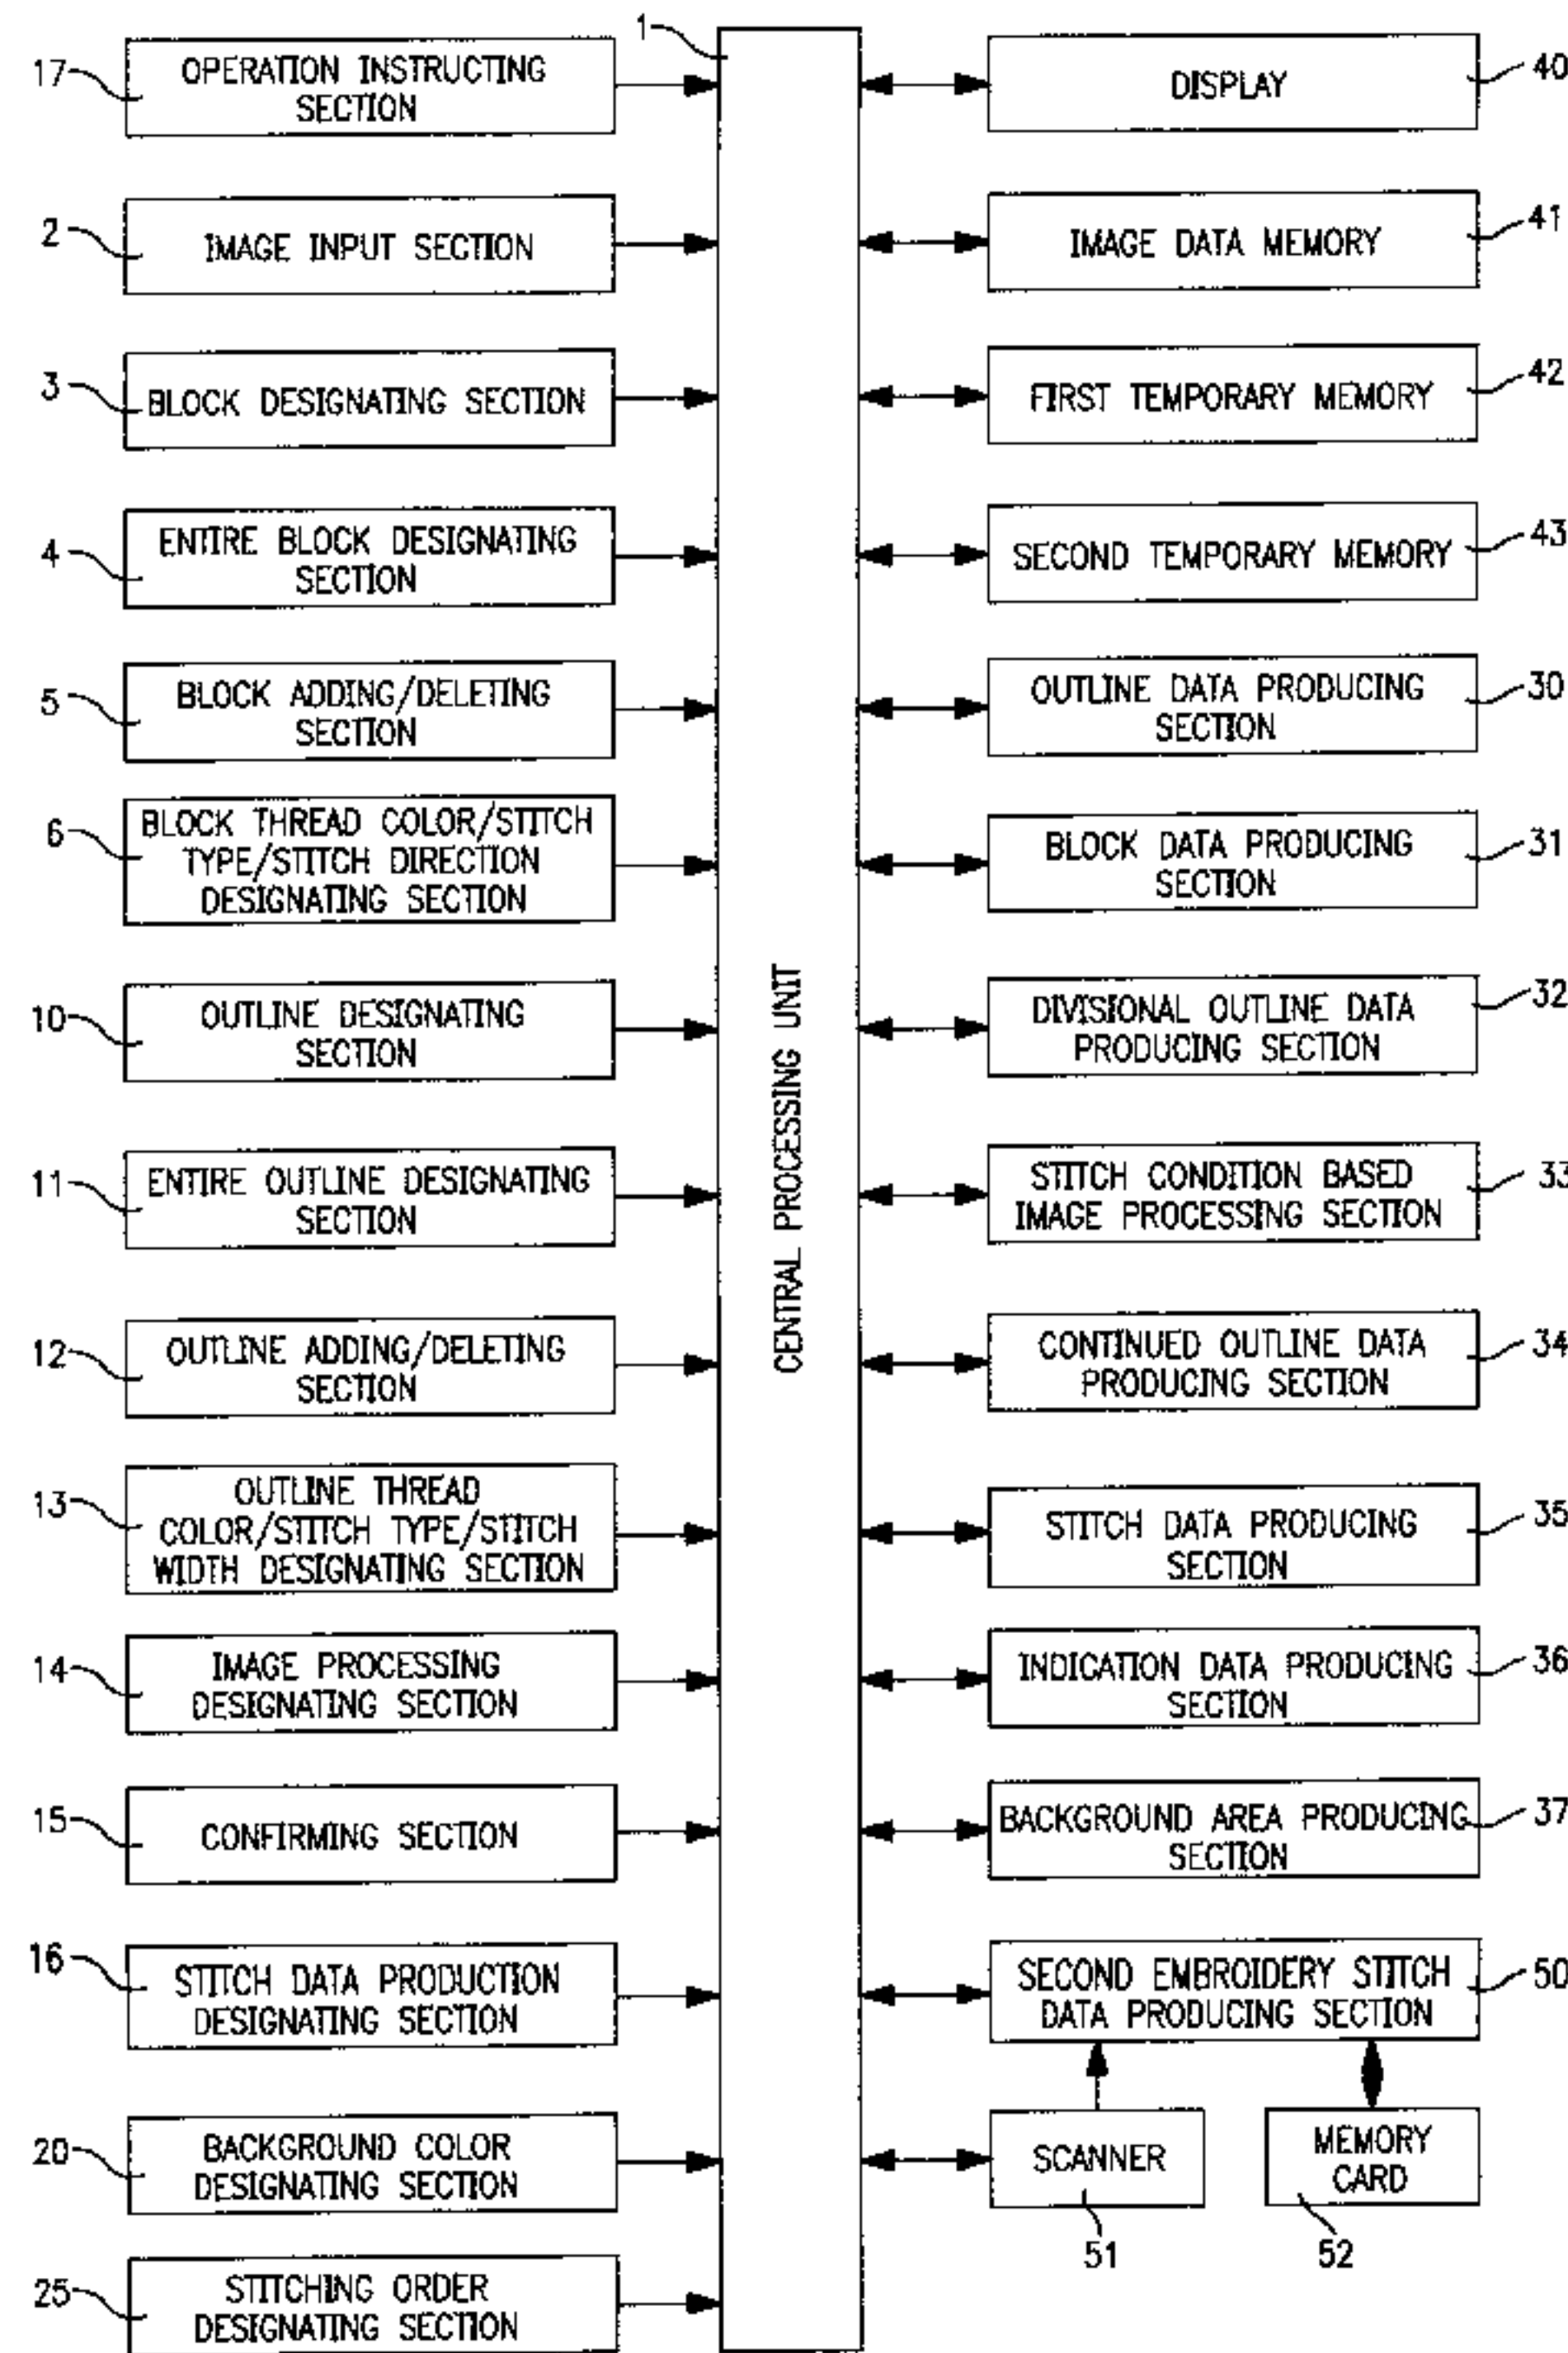 1
17
OPERATION INSTRUCTING
SECTION
2
IMAGE INPUT SECTION
3
BLOCK DESIGNATING SECTION
4
ENTIRE BLOCK DESIGNATING
SECTION
5
BLOCK ADDING/DELETING
SECTION
6
BLOCK THREAD COLOR/STITCH
TYPE/STITCH DIRECTION
DESIGNATING SECTION
10
OUTLINE DESIGNATING
SECTION
11
ENTIRE OUTLINE DESIGNATING
SECTION
12
OUTLINE ADDING/DELETING
SECTION
13
OUTLINE THREAD
COLOR/STITCH TYPE/STITCH
WIDTH DESIGNATING SECTION
14
IMAGE PROCESSING
DESIGNATING SECTION
15
CONFIRMING SECTION
16
STITCH DATA PRODUCTION
DESIGNATING SECTION
20
BACKGROUND COLOR
DESIGNATING SECTION
25
STITCHING ORDER
DESIGNATING SECTION
CENTRAL PROCESSING UNIT
DISPLAY
40
IMAGE DATA MEMORY
41
FIRST TEMPORARY MEMORY
42
SECOND TEMPORARY MEMORY
43
OUTLINE DATA PRODUCING
SECTION
30
BLOCK DATA PRODUCING
SECTION
31
DIVISIONAL OUTLINE DATA
PRODUCING SECTION
32
STITCH CONDITION BASED
IMAGE PROCESSING SECTION
33
CONTINUED OUTLINE DATA
PRODUCING SECTION
34
STITCH DATA PRODUCING
SECTION
35
INDICATION DATA PRODUCING
SECTION
36
BACKGROUND AREA PRODUCING
SECTION
37
SECOND EMBROIDERY STITCH
DATA PRODUCING SECTION
50
SCANNER
51
MEMORY
CARD
52